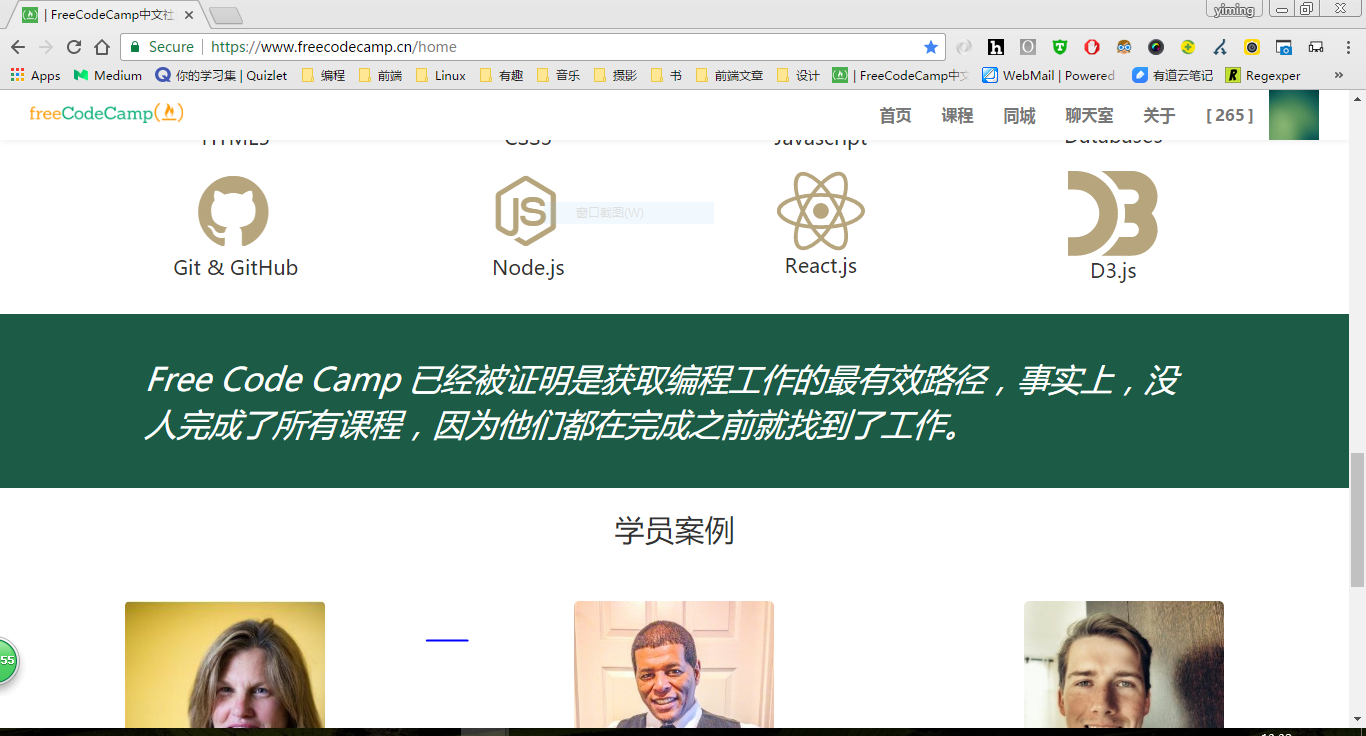 | FreeCodeCamp中文社
yiming
Secure | https://www.freecodecamp.cn/home
Apps Medium 你的学习集 | Quizlet 编程 前端 Linux 有趣 音乐 摄影 书 前端文章 设计 | FreeCodeCamp中文 WebMail | Powered 有道云笔记 Regexper »
freeCodeCamp 首页 课程 同城 聊天室 关于 [ 265 ]
HTML5 CSS3 Javascript Databases
窗口截图(W)
Git & GitHub Node.js React.js D3.js
Free Code Camp 已经被证明是获取编程工作的最有效路径，事实上，没
人完成了所有课程，因为他们都在完成之前就找到了工作。
学员案例
55